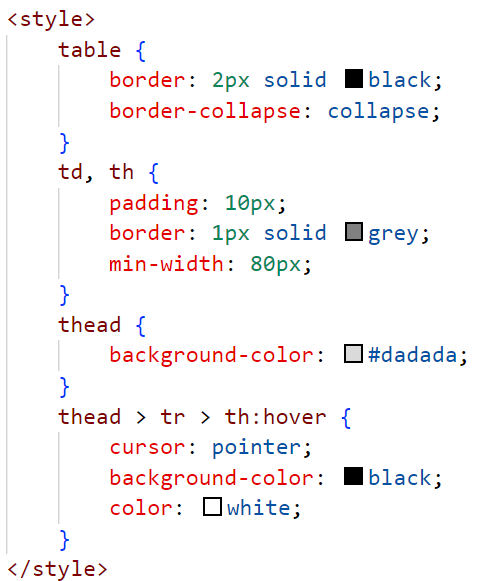 <style>
table {
border: 2px solid black;
border-collapse: collapse;
}
td, th {
padding: 10px;
border: 1px solid grey;
min-width: 80px;
}
thead {
background-color: #dadada;
}
thead > tr > th:hover {
cursor: pointer;
background-color: black;
color: white;
}
</style>